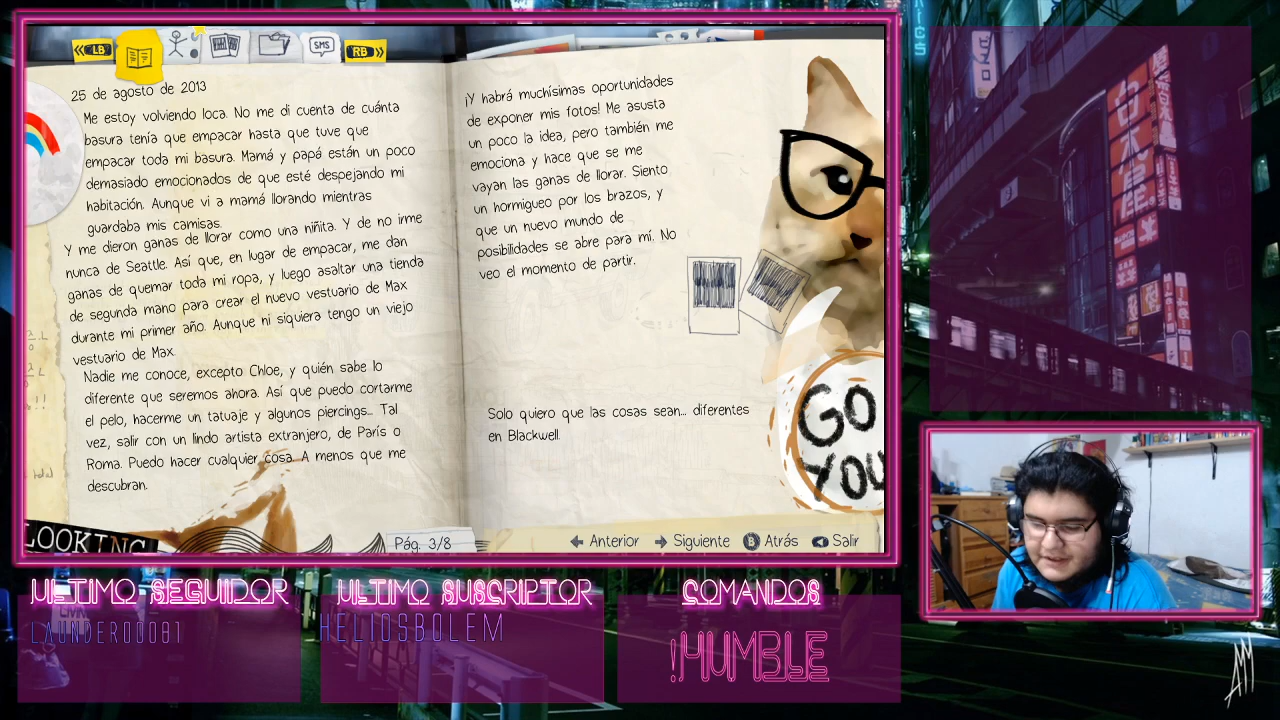 LB
SMS
RB
25 de agosto de 2013
Me estoy volviendo loca. No me di cuenta de cuánta
basura tenía que empacar hasta que tuve que
empacar toda mi basura. Mamá y papá están un poco
demasiado emocionados de que esté despejando mi
habitación. Aunque vi a mamá llorando mientras
guardaba mis camisas.
Y me dieron ganas de llorar como una niñita. Y de no irme
nunca de Seattle. Así que, en lugar de empacar, me dan
ganas de quemar toda mi ropa, y luego asaltar una tienda
de segunda mano para crear el nuevo vestuario de Max
durante mi primer año. Aunque ni siquiera tengo un viejo
vestuario de Max.
Nadie me conoce, excepto Chloe, y quién sabe lo
diferente que seremos ahora. Así que puedo cortarme
el pelo, hacerme un tatuaje y algunos piercings... Tal
vez, salir con un lindo artista extranjero, de París o
Roma. Puedo hacer cualquier cosa. A menos que me
descubran.
¡Y habrá muchísimas oportunidades
de exponer mis fotos! Me asusta
un poco la idea, pero también me
emociona y hace que se me
vayan las ganas de llorar. Siento
un hormigueo por los brazos, y
que un nuevo mundo de
posibilidades se abre para mí. No
veo el momento de partir.
Solo quiero que las cosas sean... diferentes
en Blackwell.
GO
YOU
LOOKING
Pág. 3/8
Anterior
Siguiente
B Atrás
Salir
ULTIMO SEGUIDOR
LAUNDER00081
ULTIMO SUSCRIPTOR
HELIOSBOLEM
COMANDOS
!HUMBLE